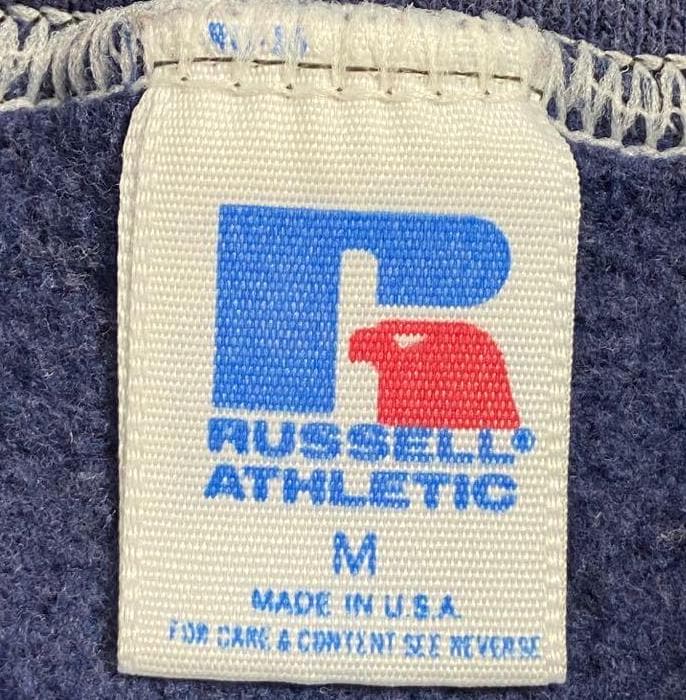 RUSSELL®
ATHLETIC
M
MADE IN U.S.A.
FOR CARE & CONTENT SEE REVERSE